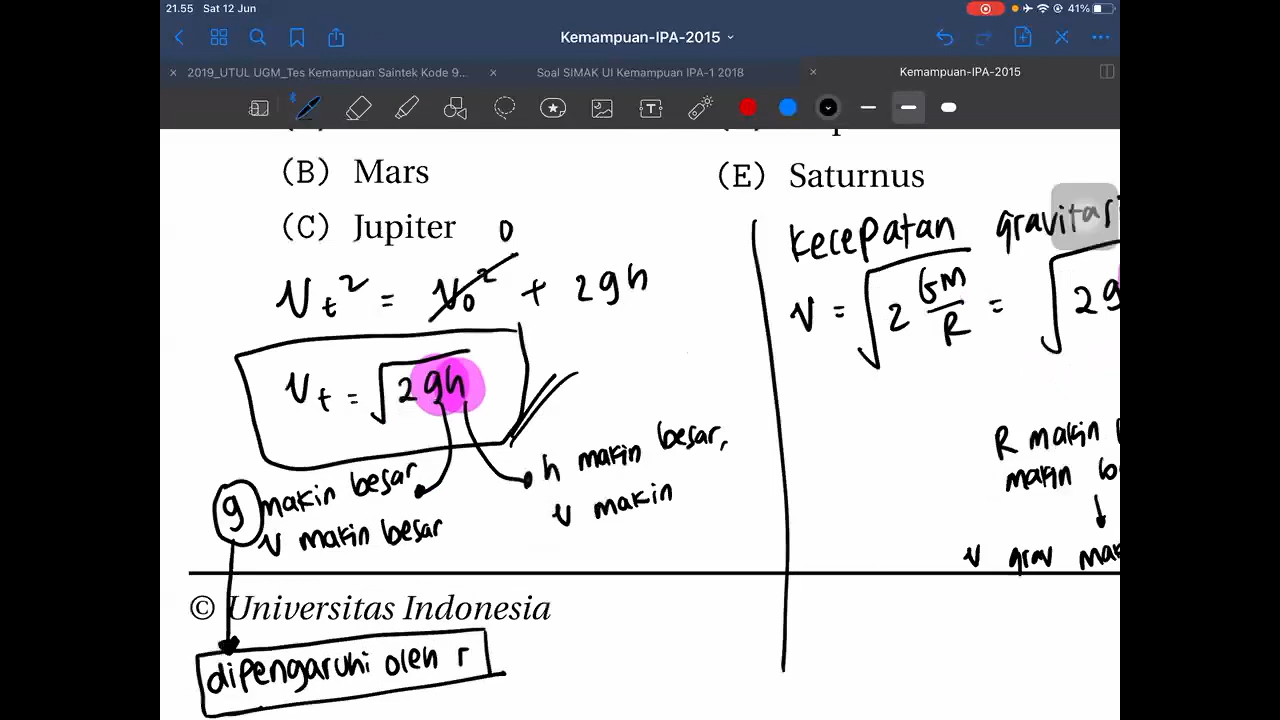 21.55 Sat 12 Jun
41%
Kemampuan-IPA-2015
2019_UTUL UGM_Tes Kemampuan Saintek Kode 9...
Soal SIMAK UI Kemampuan IPA-1 2018
Kemampuan-IPA-2015
(B) Mars
(E) Saturnus
(C) Jupiter
0
Vt² = V0² + 2gh
Vt = √2gh
g makin besar
v makin besar
h makin besar,
v makin
dipengaruhi oleh r
Kecepatan gravitasi
v = √2 GM/R = √2g
R makin
makin
v grav
© Universitas Indonesia